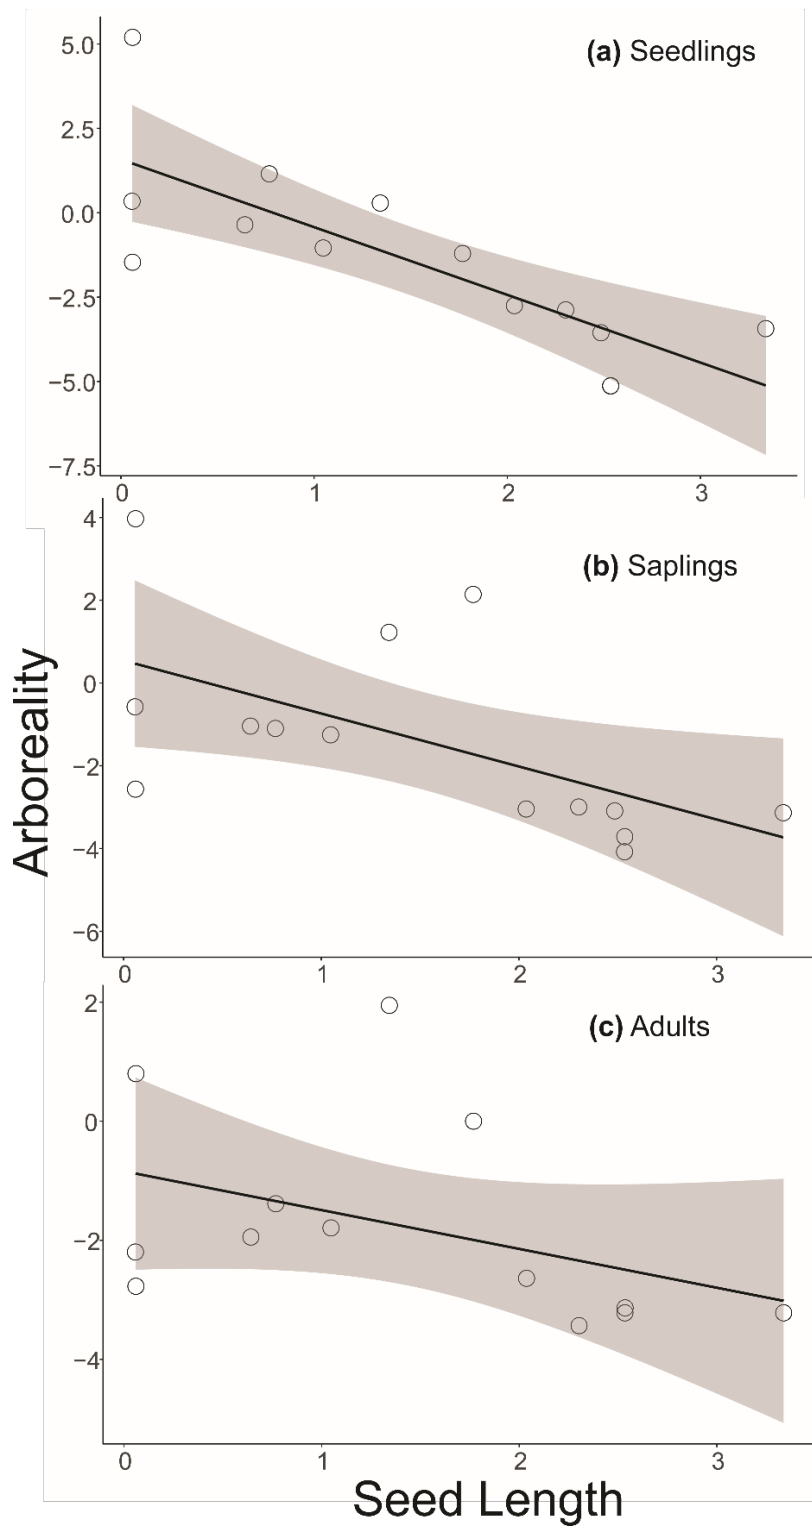 (a) Seedlings
5.0
2.5
0.0
−2.5
−5.0
−7.5
0 1 2 3
(b) Saplings
4
2
0
−2
−4
−6
0 1 2 3
(c) Adults
2
0
−2
−4
0 1 2 3
Arboreality
Seed Length